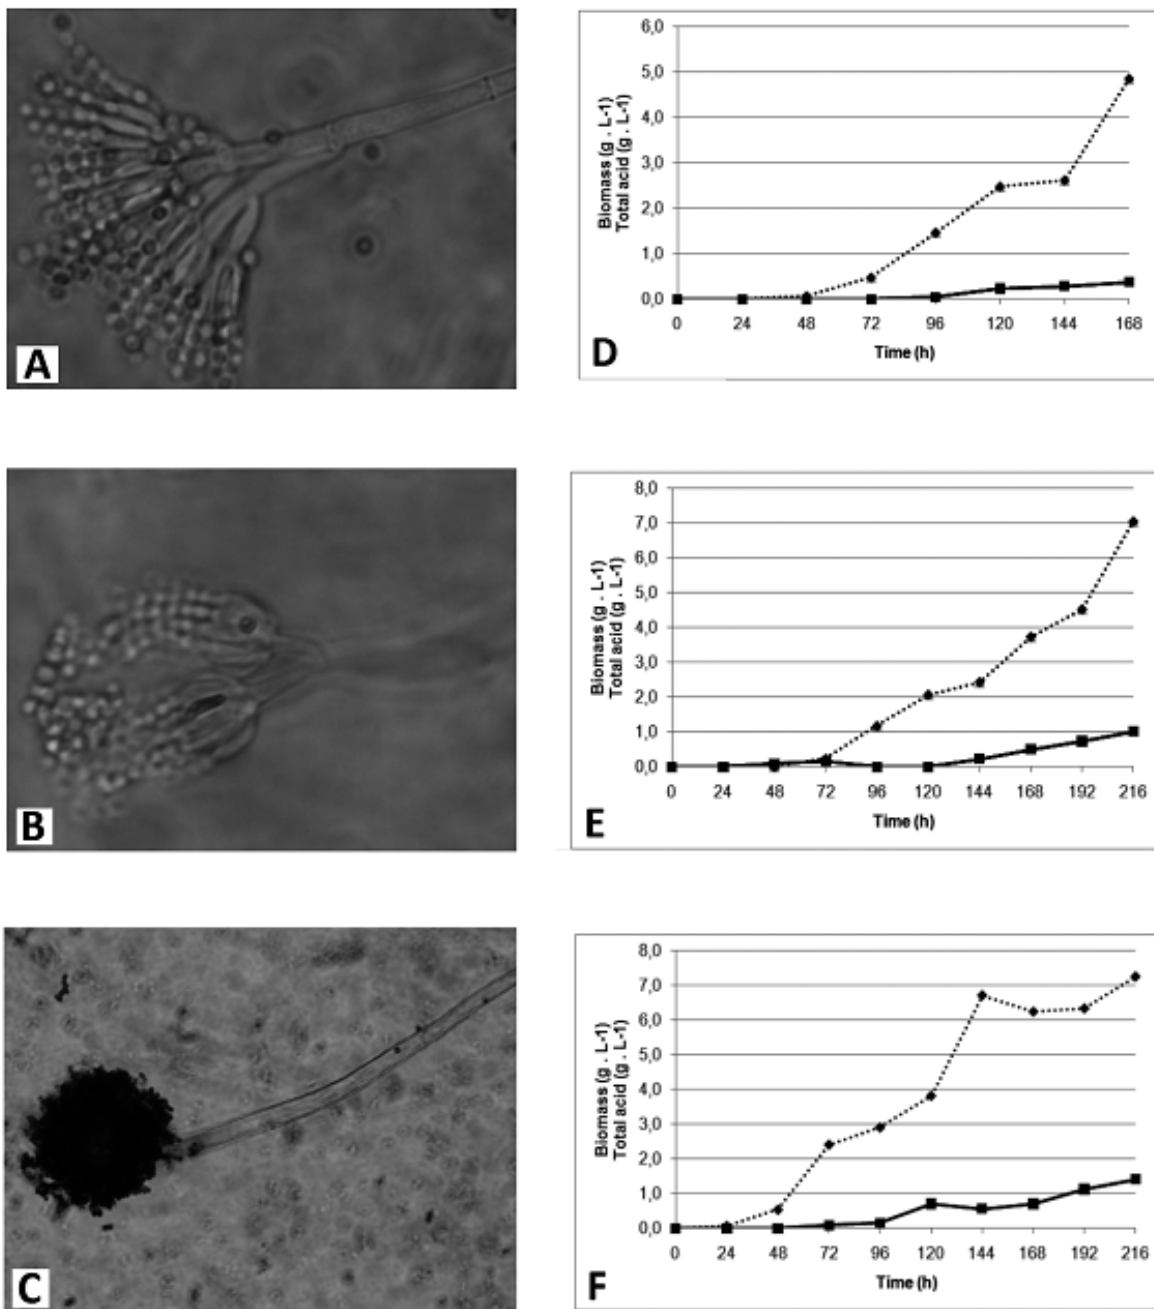 A
Biomass (g . L-1)
Total acid (g . L-1)
6,0
5,0
4,0
3,0
2,0
1,0
0,0
0 24 48 72 96 120 144 168
Time (h)
D
B
Biomass (g . L-1)
Total acid (g . L-1)
8,0
7,0
6,0
5,0
4,0
3,0
2,0
1,0
0,0
0 24 48 72 96 120 144 168 192 216
Time (h)
E
C
Biomass (g . L-1)
Total acid (g . L-1)
8,0
7,0
6,0
5,0
4,0
3,0
2,0
1,0
0,0
0 24 48 72 96 120 144 168 192 216
Time (h)
F